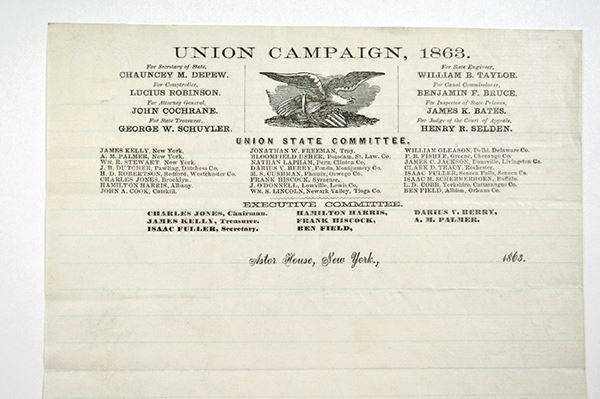 UNION CAMPAIGN, 1863.
For Secretary of State,
CHAUNCEY M. DEPEW.
For Comptroller,
LUCIUS ROBINSON.
For Attorney General,
JOHN COCHRANE.
For State Treasurer,
GEORGE W. SCHUYLER.
For State Engineer,
WILLIAM B. TAYLOR.
For Canal Commissioner,
BENJAMIN F. BRUCE.
For Inspector of State Prisons,
JAMES K. BATES.
For Judge of the Court of Appeals,
HENRY R. SELDEN.
UNION STATE COMMITTEE.
JAMES KELLY, New York.
A. M. PALMER, New York.
WM. R. STEWART, New York.
J. B. DUTCHER, Pawling, Dutchess Co.
H. D. ROBERTSON, Bedford, Westchester Co.
CHARLES JONES, Brooklyn.
HAMILTON HARRIS, Albany.
JOHN A. COOK, Catskill.
JONATHAN W. FREEMAN, Troy.
BLOOMFIELD USHER, Potsdam, St. Law. Co.
NATHAN LAPHAM, Peru, Clinton Co.
DARIUS V. BERRY, Fonda, Montgomery Co.
M. S. CUSHMAN, Phœnix, Oswego Co.
FRANK HISCOCK, Syracuse.
J. O'DONNELL, Lowville, Lewis Co.
WM. S. LINCOLN, Newark Valley, Tioga Co.
WILLIAM GLEASON, Delhi, Delaware Co.
F. B. FISHER, Greene, Chenango Co.
JAMES C. JACKSON, Dansville, Livingston Co.
CLARK D. TRACY, Rochester.
ISAAC FULLER, Seneca Falls, Seneca Co.
ISAAC M. SCHERMERHORN, Buffalo.
L. D. COBB, Yorkshire, Cattaraugus Co.
BEN FIELD, Albion, Orleans Co.
EXECUTIVE COMMITTEE.
CHARLES JONES, Chairman.
JAMES KELLY, Treasurer.
ISAAC FULLER, Secretary.
HAMILTON HARRIS,
FRANK HISCOCK,
BEN FIELD,
DARIUS V. BERRY,
A. M. PALMER.
Astor House, New York., 1863.